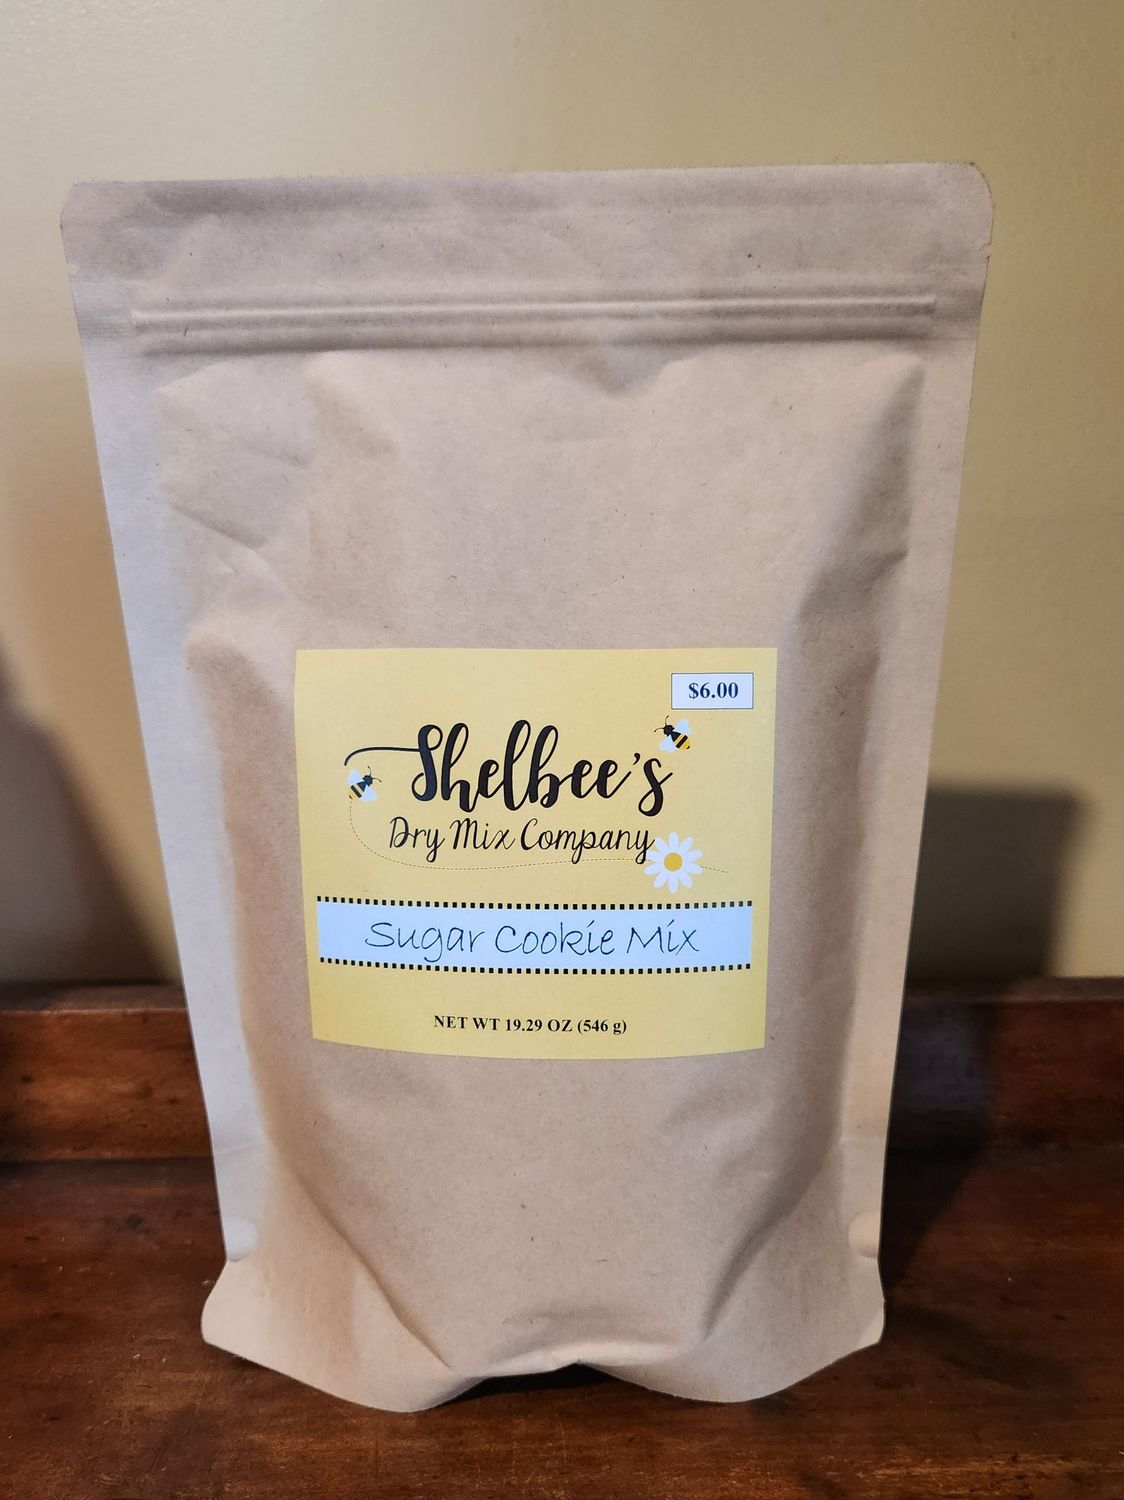 $6.00
Shelbee's
Dry Mix Company
Sugar Cookie Mix
NET WT 19.29 OZ (546 g)